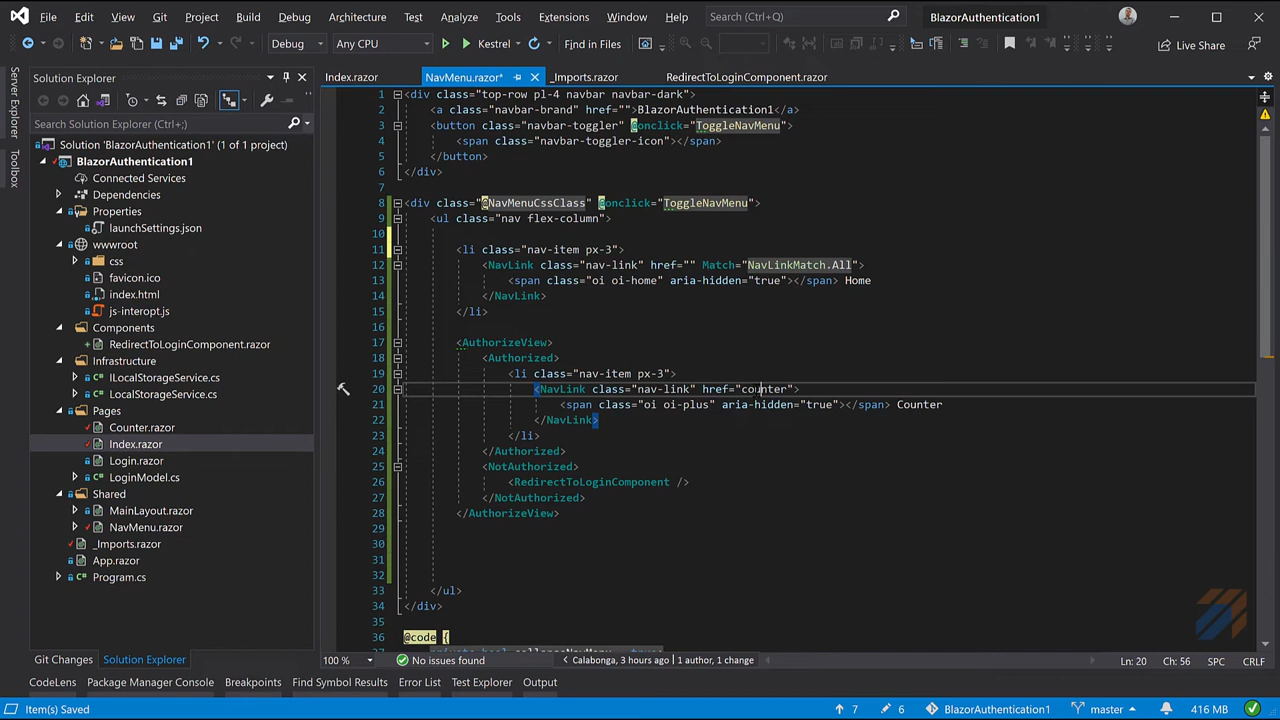 File Edit View Git Project Build Debug Architecture Test Analyze Tools Extensions Window Help Search (Ctrl+Q) BlazorAuthentication1
Debug Any CPU Kestrel Find in Files Live Share
Server Explorer
Toolbox
Solution Explorer
Search Solution Explorer (Ctrl+;)
Solution 'BlazorAuthentication1' (1 of 1 project)
BlazorAuthentication1
Connected Services
Dependencies
Properties
launchSettings.json
wwwroot
css
favicon.ico
index.html
js-interopt.js
Components
RedirectToLoginComponent.razor
Infrastructure
ILocalStorageService.cs
LocalStorageService.cs
Pages
Counter.razor
Index.razor
Login.razor
LoginModel.cs
Shared
MainLayout.razor
NavMenu.razor
_Imports.razor
App.razor
Program.cs
Git Changes Solution Explorer
Index.razor NavMenu.razor* _Imports.razor RedirectToLoginComponent.razor
1 <div class="top-row pl-4 navbar navbar-dark">
2 <a class="navbar-brand" href="">BlazorAuthentication1</a>
3 <button class="navbar-toggler" @onclick="ToggleNavMenu">
4 <span class="navbar-toggler-icon"></span>
5 </button>
6 </div>
7
8 <div class="@NavMenuCssClass" @onclick="ToggleNavMenu">
9 <ul class="nav flex-column">
10
11 <li class="nav-item px-3">
12 <NavLink class="nav-link" href="" Match="NavLinkMatch.All">
13 <span class="oi oi-home" aria-hidden="true"></span> Home
14 </NavLink>
15 </li>
16
17 <AuthorizeView>
18 <Authorized>
19 <li class="nav-item px-3">
20 <NavLink class="nav-link" href="counter">
21 <span class="oi oi-plus" aria-hidden="true"></span> Counter
22 </NavLink>
23 </li>
24 </Authorized>
25 <NotAuthorized>
26 <RedirectToLoginComponent />
27 </NotAuthorized>
28 </AuthorizeView>
29
30
31
32
33 </ul>
34 </div>
35
36 @code {
37 private bool collapseNavMenu = true;
100 % No issues found Calabonga, 3 hours ago | 1 author, 1 change Ln: 20 Ch: 56 SPC CRLF
CodeLens Package Manager Console Breakpoints Find Symbol Results Error List Test Explorer Output
Item(s) Saved 7 6 BlazorAuthentication1 master 416 MB